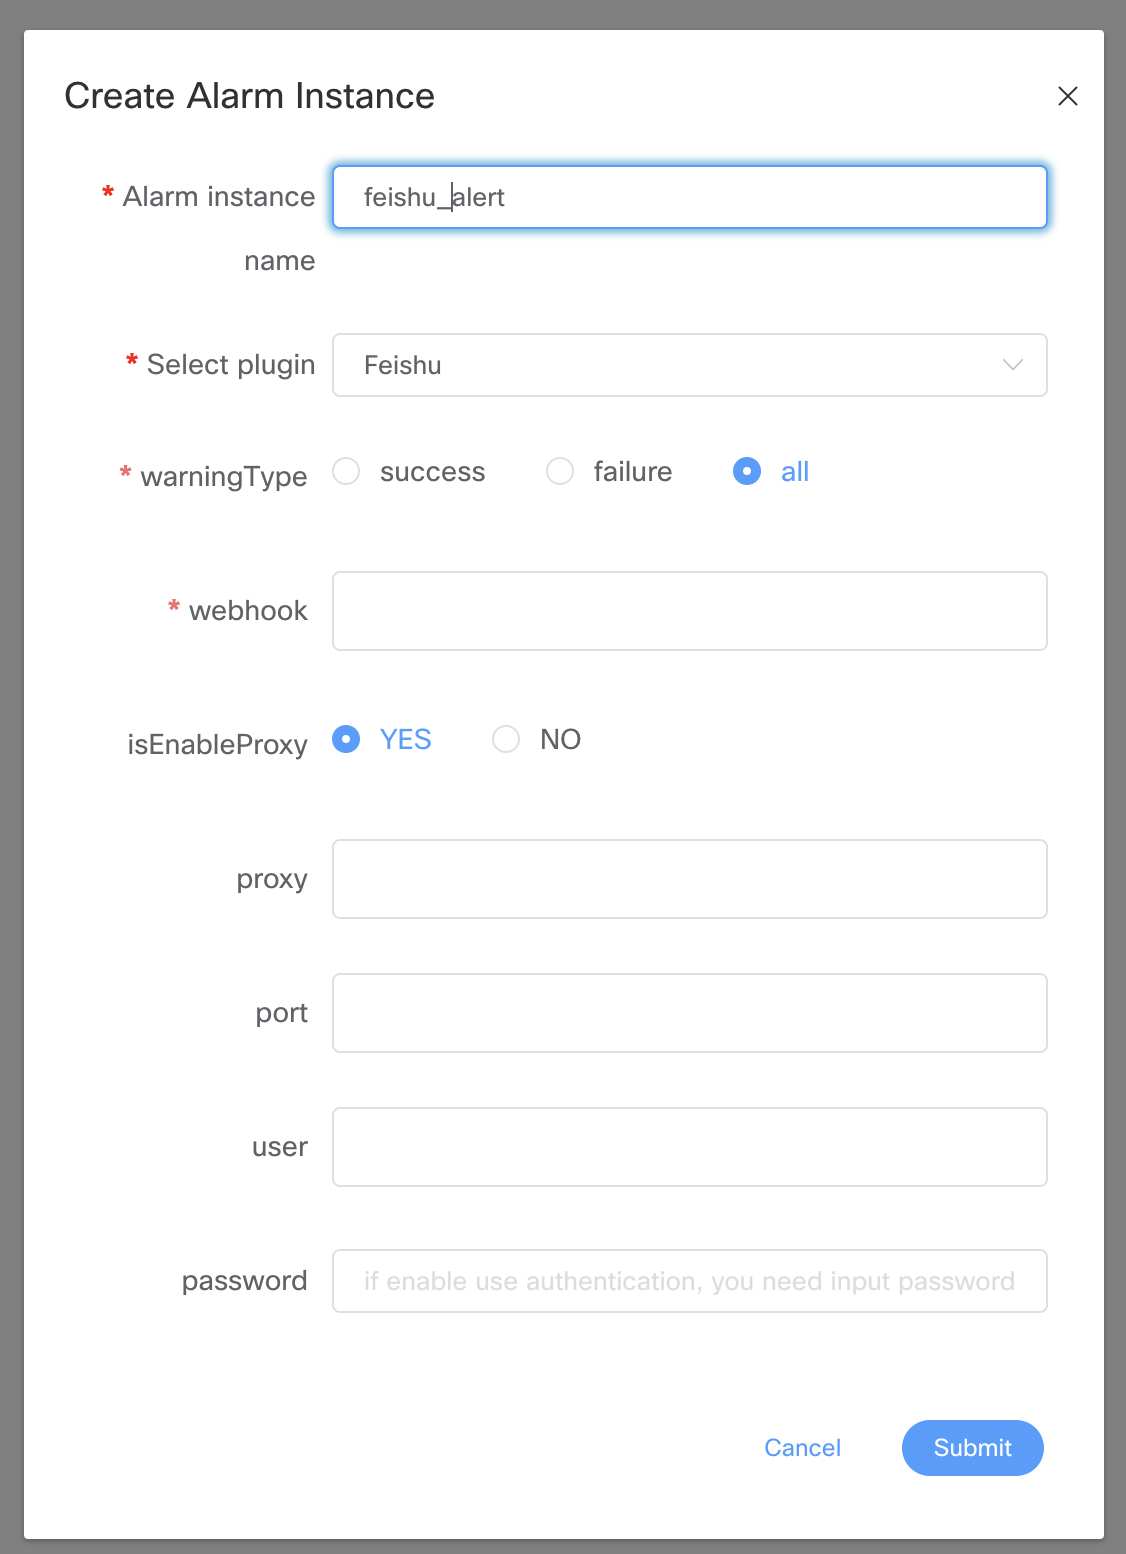 Create Alarm Instance
* Alarm instance name
feishu_alert
* Select plugin
Feishu
* warningType
success
failure
all
* webhook
isEnableProxy
YES
NO
proxy
port
user
password
if enable use authentication, you need input password
Cancel
Submit